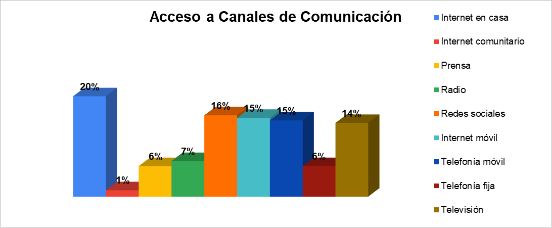 Acceso a Canales de Comunicación
20%
1%
6%
7%
16%
15%
15%
6%
14%
Internet en casa
Internet comunitario
Prensa
Radio
Redes sociales
Internet móvil
Telefonía móvil
Telefonía fija
Televisión